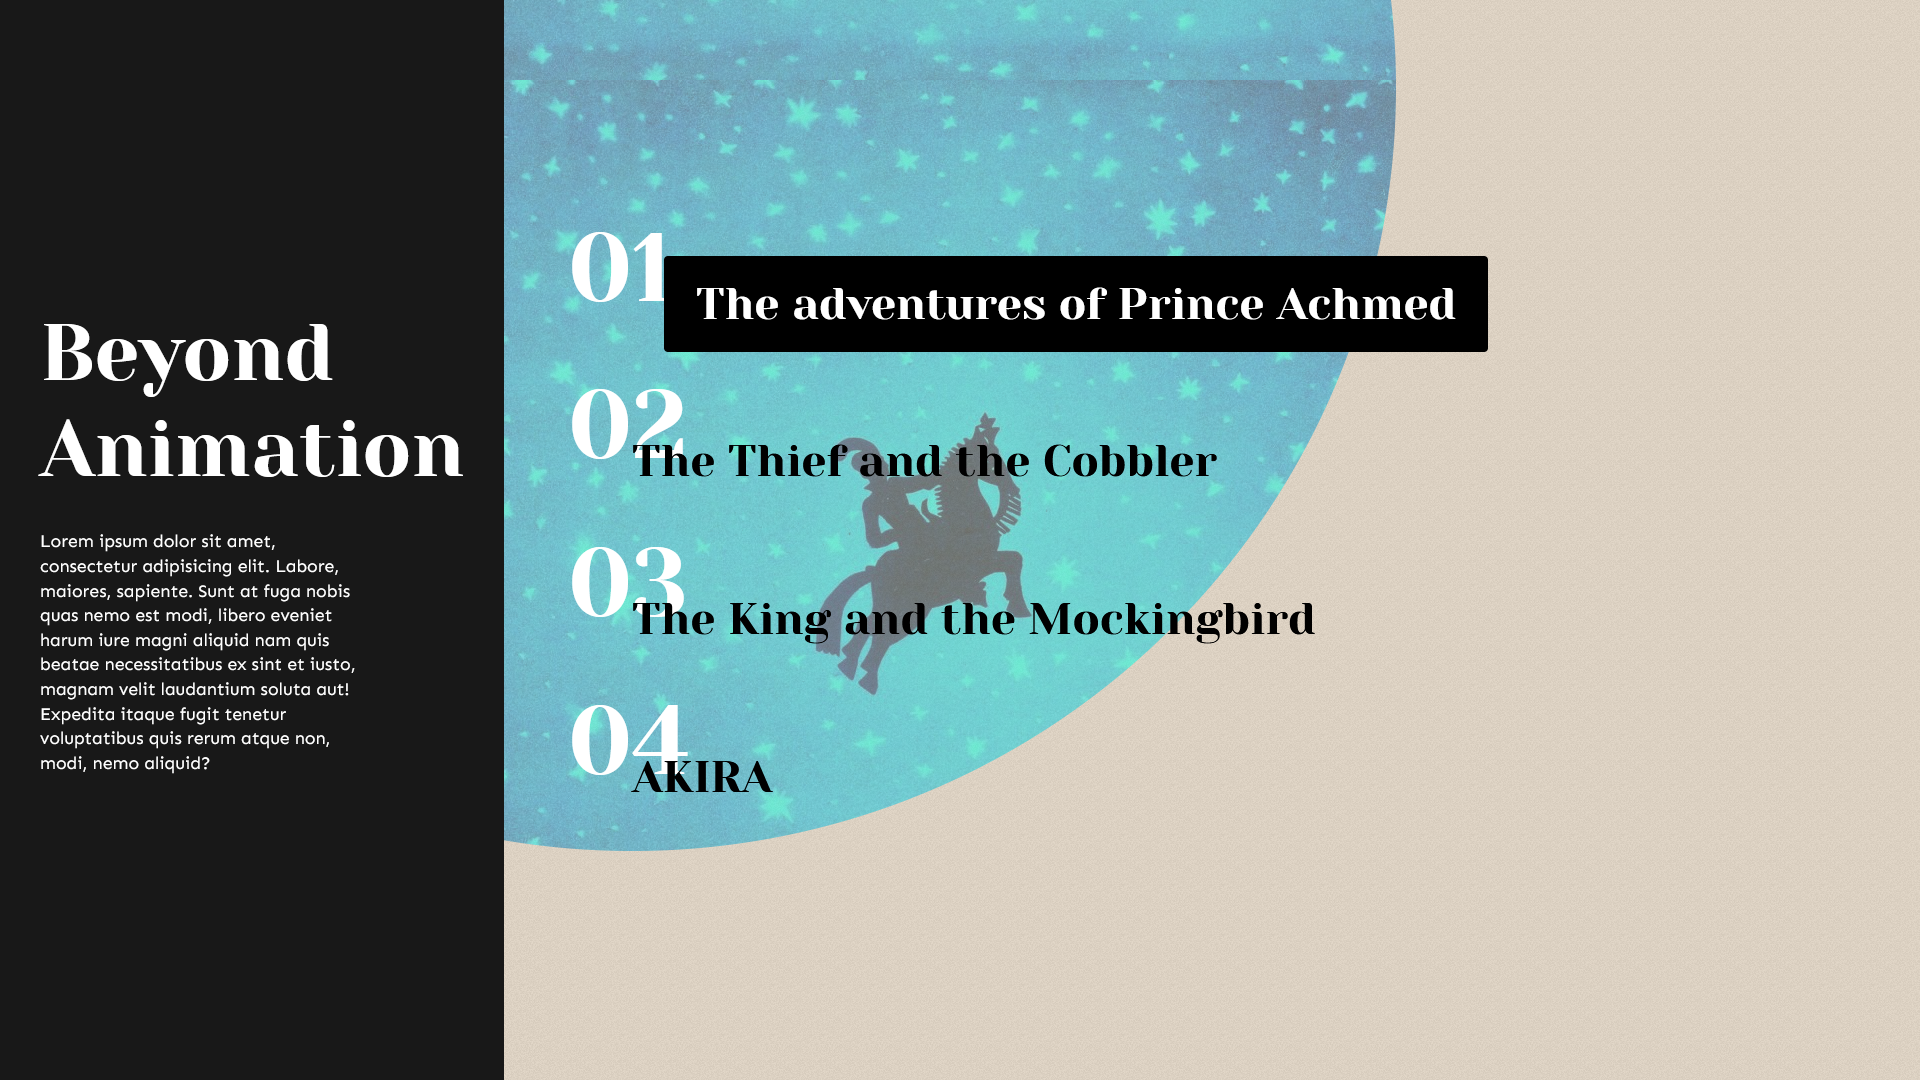 Beyond
Animation
Lorem ipsum dolor sit amet,
consectetur adipisicing elit. Labore,
maiores, sapiente. Sunt at fuga nobis
quas nemo est modi, libero eveniet
harum iure magni aliquid nam quis
beatae necessitatibus ex sint et iusto,
magnam velit laudantium soluta aut!
Expedita itaque fugit tenetur
voluptatibus quis rerum atque non,
modi, nemo aliquid?
01
The adventures of Prince Achmed
02
The Thief and the Cobbler
03
The King and the Mockingbird
04
AKIRA